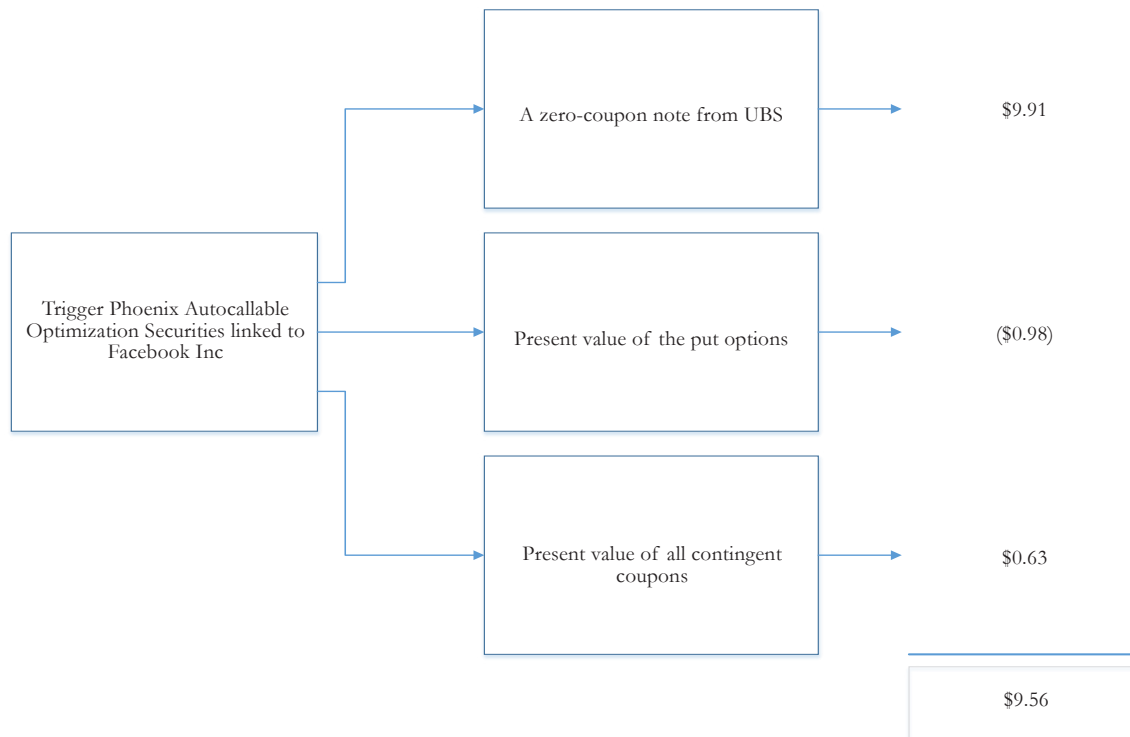 A zero-coupon note from UBS
$9.91
Trigger Phoenix Autocallable
Optimization Securities linked to
Facebook Inc
Present value of the put options
($0.98)
Present value of all contingent
coupons
$0.63
$9.56